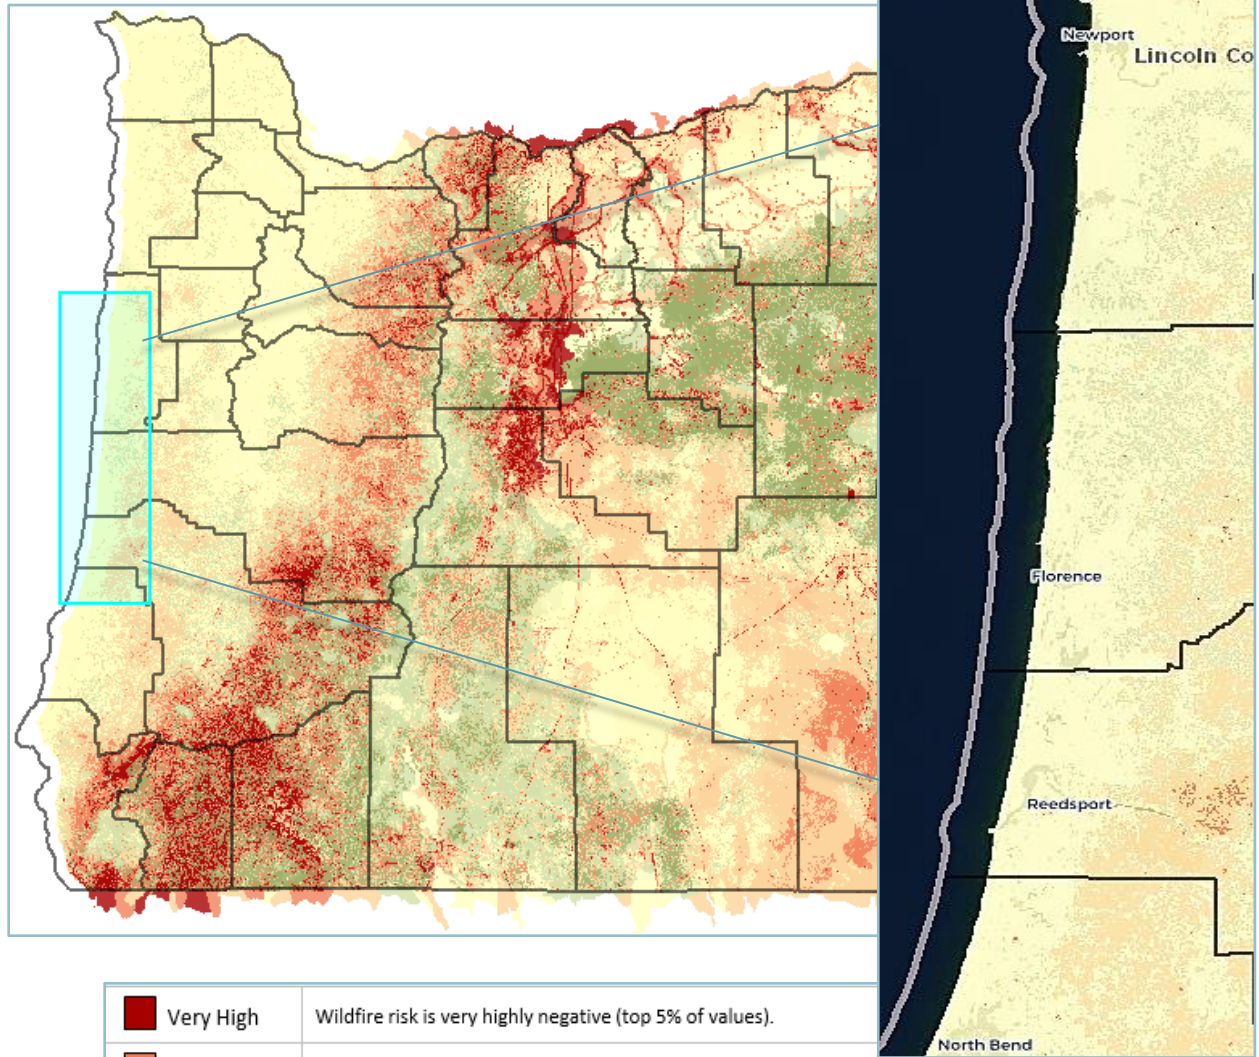 Newport
Lincoln Co
Florence
Reedsport
North Bend
Very High
Wildfire risk is very highly negative (top 5% of values).